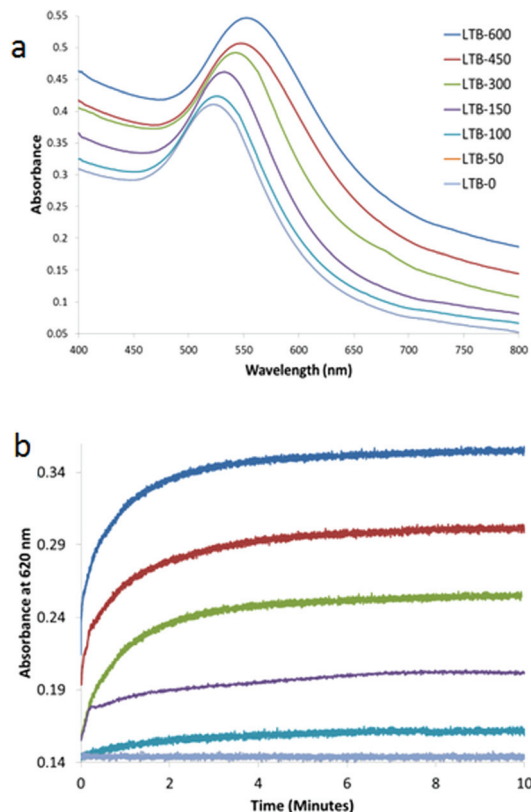 a
0.55
0.5
0.45
0.4
0.35
0.3
0.25
0.2
0.15
0.1
0.05
Absorbance
400 450 500 550 600 650 700 750 800
Wavelength (nm)
LTB-600
LTB-450
LTB-300
LTB-150
LTB-100
LTB-50
LTB-0
b
0.34
0.29
0.24
0.19
0.14
Absorbance at 620 nm
0 2 4 6 8 10
Time (Minutes)